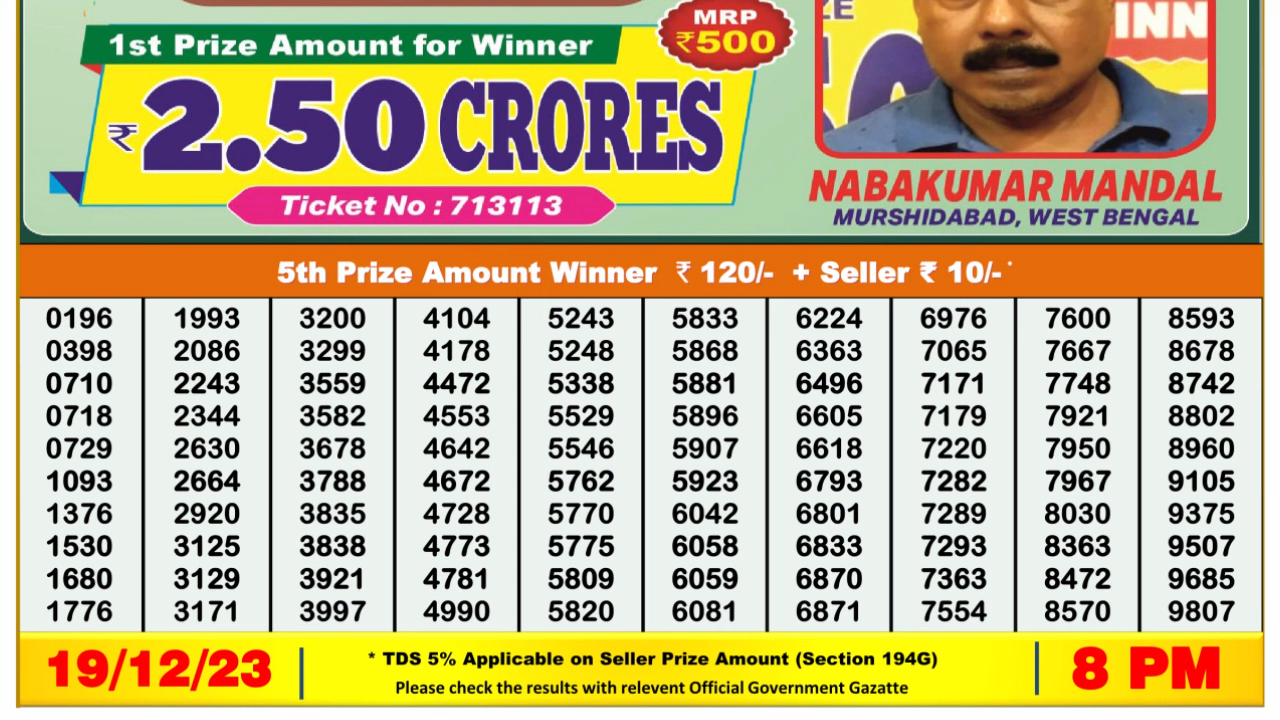 ZE
INN
MRP
₹500
1st Prize Amount for Winner
₹2.50 CRORES
Ticket No : 713113
NABAKUMAR MANDAL
MURSHIDABAD, WEST BENGAL
5th Prize Amount Winner ₹ 120/- + Seller ₹ 10/- *
0196 1993 3200 4104 5243 5833 6224 6976 7600 8593
0398 2086 3299 4178 5248 5868 6363 7065 7667 8678
0710 2243 3559 4472 5338 5881 6496 7171 7748 8742
0718 2344 3582 4553 5529 5896 6605 7179 7921 8802
0729 2630 3678 4642 5546 5907 6618 7220 7950 8960
1093 2664 3788 4672 5762 5923 6793 7282 7967 9105
1376 2920 3835 4728 5770 6042 6801 7289 8030 9375
1530 3125 3838 4773 5775 6058 6833 7293 8363 9507
1680 3129 3921 4781 5809 6059 6870 7363 8472 9685
1776 3171 3997 4990 5820 6081 6871 7554 8570 9807
19/12/23
* TDS 5% Applicable on Seller Prize Amount (Section 194G)
Please check the results with relevent Official Government Gazatte
8 PM